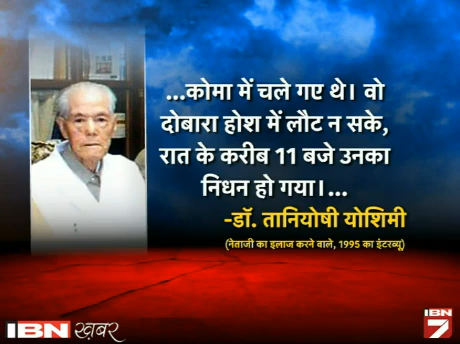 ...कोमा में चले गए थे। वो
दोबारा होश में लौट न सके,
रात के करीब 11 बजे उनका
निधन हो गया।...
-डॉ. तानियोषी योशिमी
(नेताजी का इलाज करने वाले, 1995 का इंटरव्यू)
IBN ख़बर
IBN
7